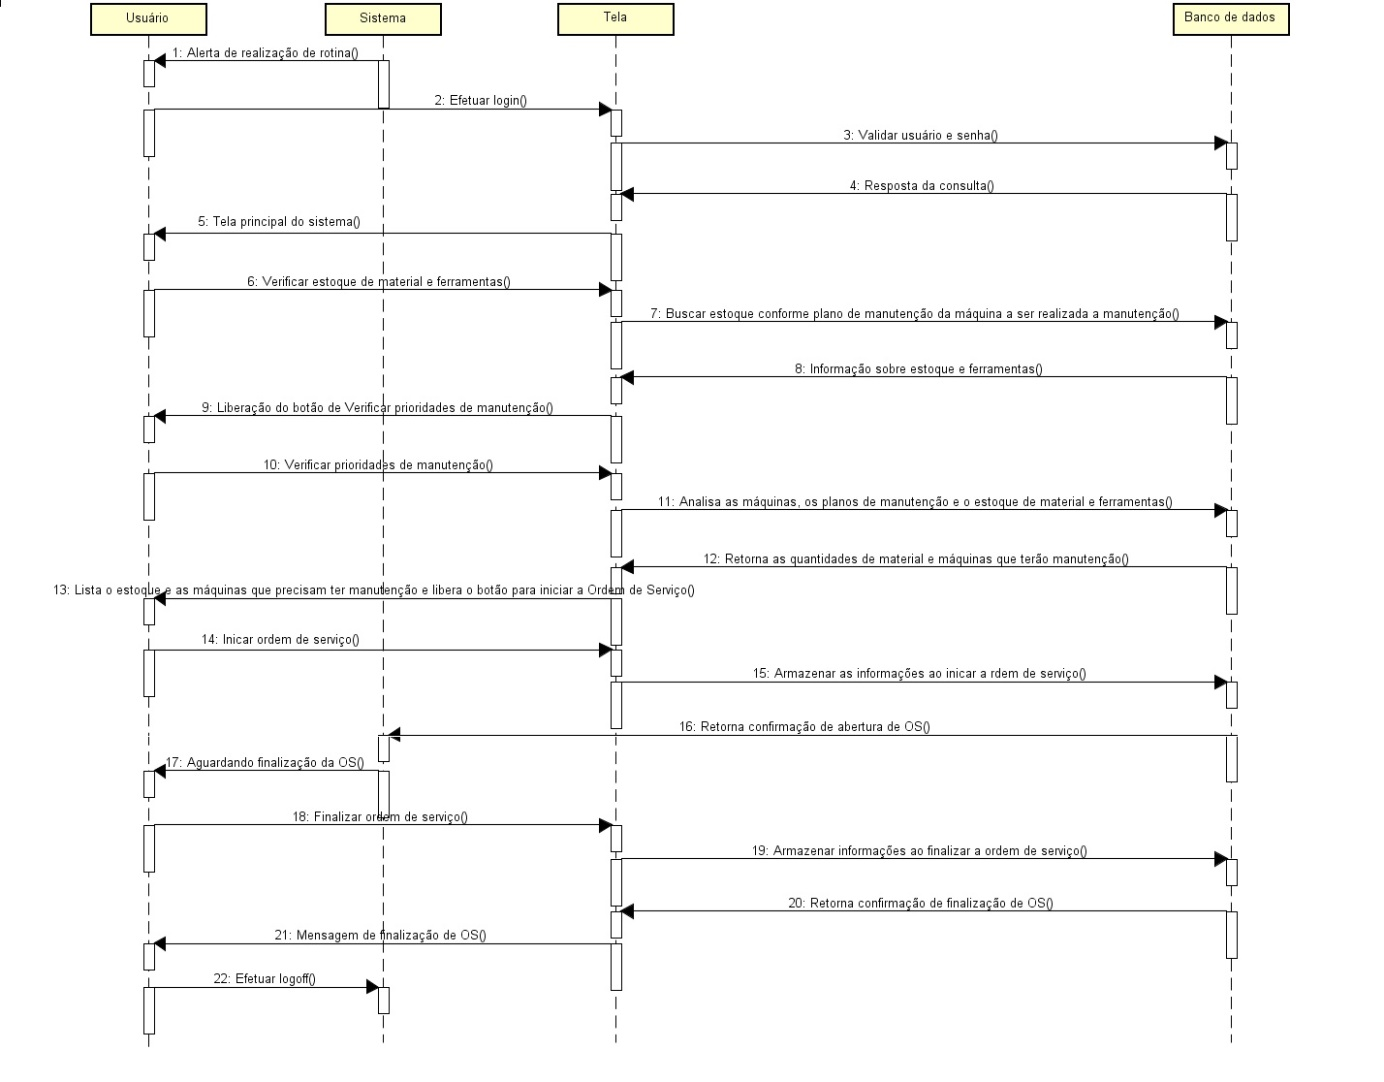 Usuário
Sistema
Tela
Banco de dados
1: Alerta de realização de rotina()
2: Efetuar login()
3: Validar usuário e senha()
4: Resposta da consulta()
5: Tela principal do sistema()
6: Verificar estoque de material e ferramentas()
7: Buscar estoque conforme plano de manutenção da máquina a ser realizada a manutenção()
8: Informação sobre estoque e ferramentas()
9: Liberação do botão de Verificar prioridades de manutenção()
10: Verificar prioridades de manutenção()
11: Analisa as máquinas, os planos de manutenção e o estoque de material e ferramentas()
12: Retorna as quantidades de material e máquinas que terão manutenção()
13: Lista o estoque e as máquinas que precisam ter manutenção e libera o botão para iniciar a Ordem de Serviço()
14: Inicar ordem de serviço()
15: Armazenar as informações ao inicar a rdem de serviço()
16: Retorna confirmação de abertura de OS()
17: Aguardando finalização da OS()
18: Finalizar ordem de serviço()
19: Armazenar informações ao finalizar a ordem de serviço()
20: Retorna confirmação de finalização de OS()
21: Mensagem de finalização de OS()
22: Efetuar logoff()